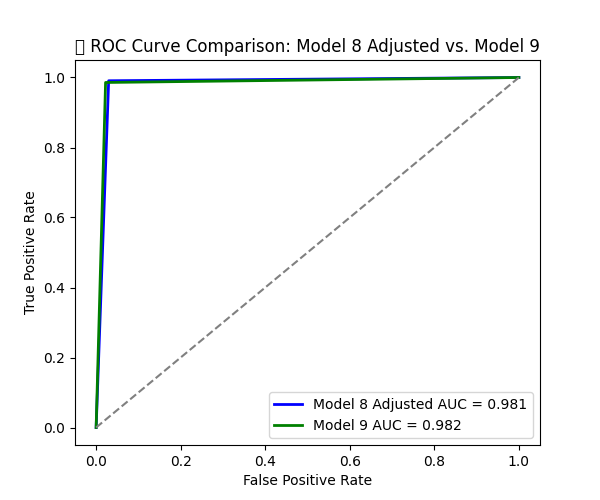 ▯ ROC Curve Comparison: Model 8 Adjusted vs. Model 9
1.0
0.8
0.6
0.4
0.2
0.0
True Positive Rate
0.0 0.2 0.4 0.6 0.8 1.0
False Positive Rate
Model 8 Adjusted AUC = 0.981
Model 9 AUC = 0.982